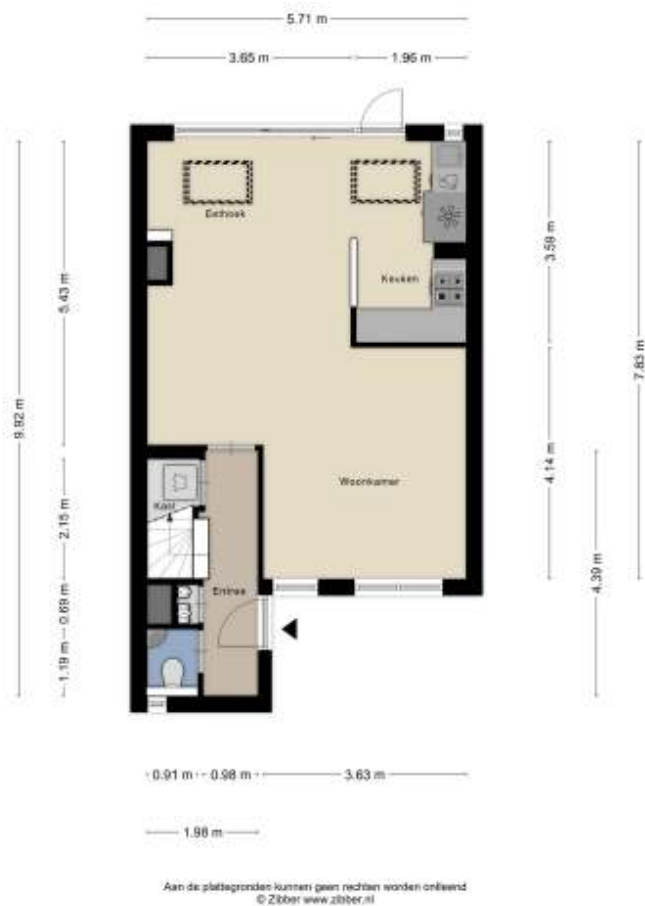 5.71 m
3.65 m
1.96 m
Eethoek
Keuken
3.58 m
5.43 m
7.83 m
9.92 m
4.14 m
Woonkamer
Kast
2.15 m
4.39 m
Entree
0.69 m
1.19 m
0.91 m
0.98 m
3.63 m
1.98 m
Aan de plattegronden kunnen geen rechten worden ontleend
© Zibber www.zibber.nl